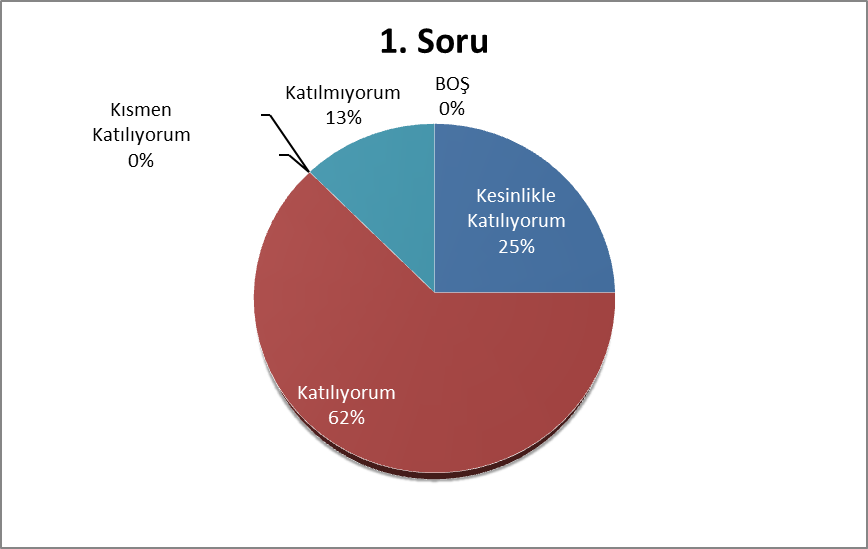 1. Soru
Kısmen
Katılıyorum
0%
Katılmıyorum
13%
BOŞ
0%
Kesinlikle
Katılıyorum
25%
Katılıyorum
62%